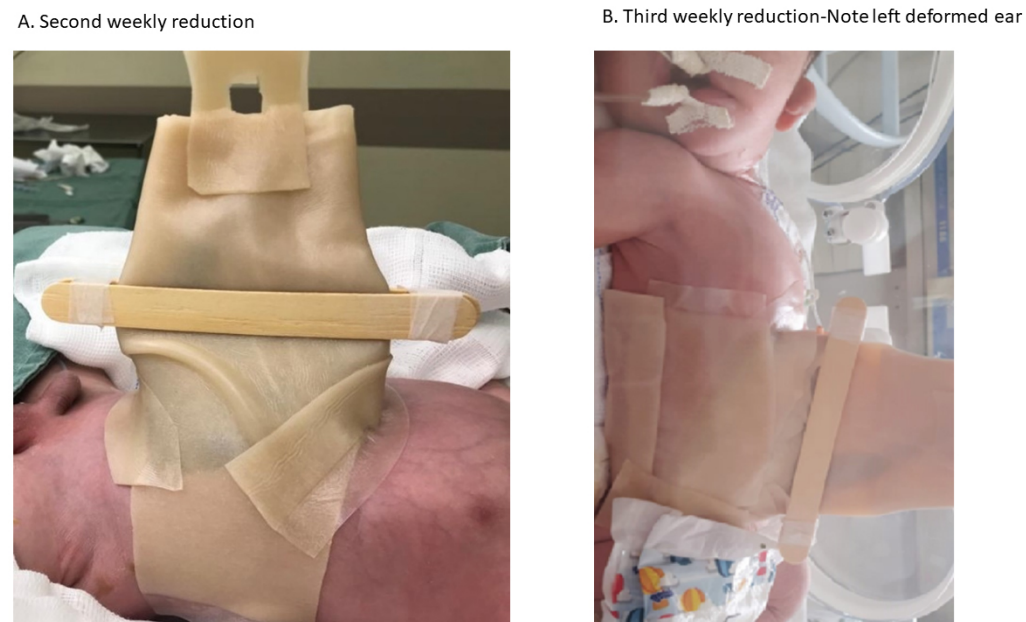 A. Second weekly reduction
B. Third weekly reduction-Note left deformed ear